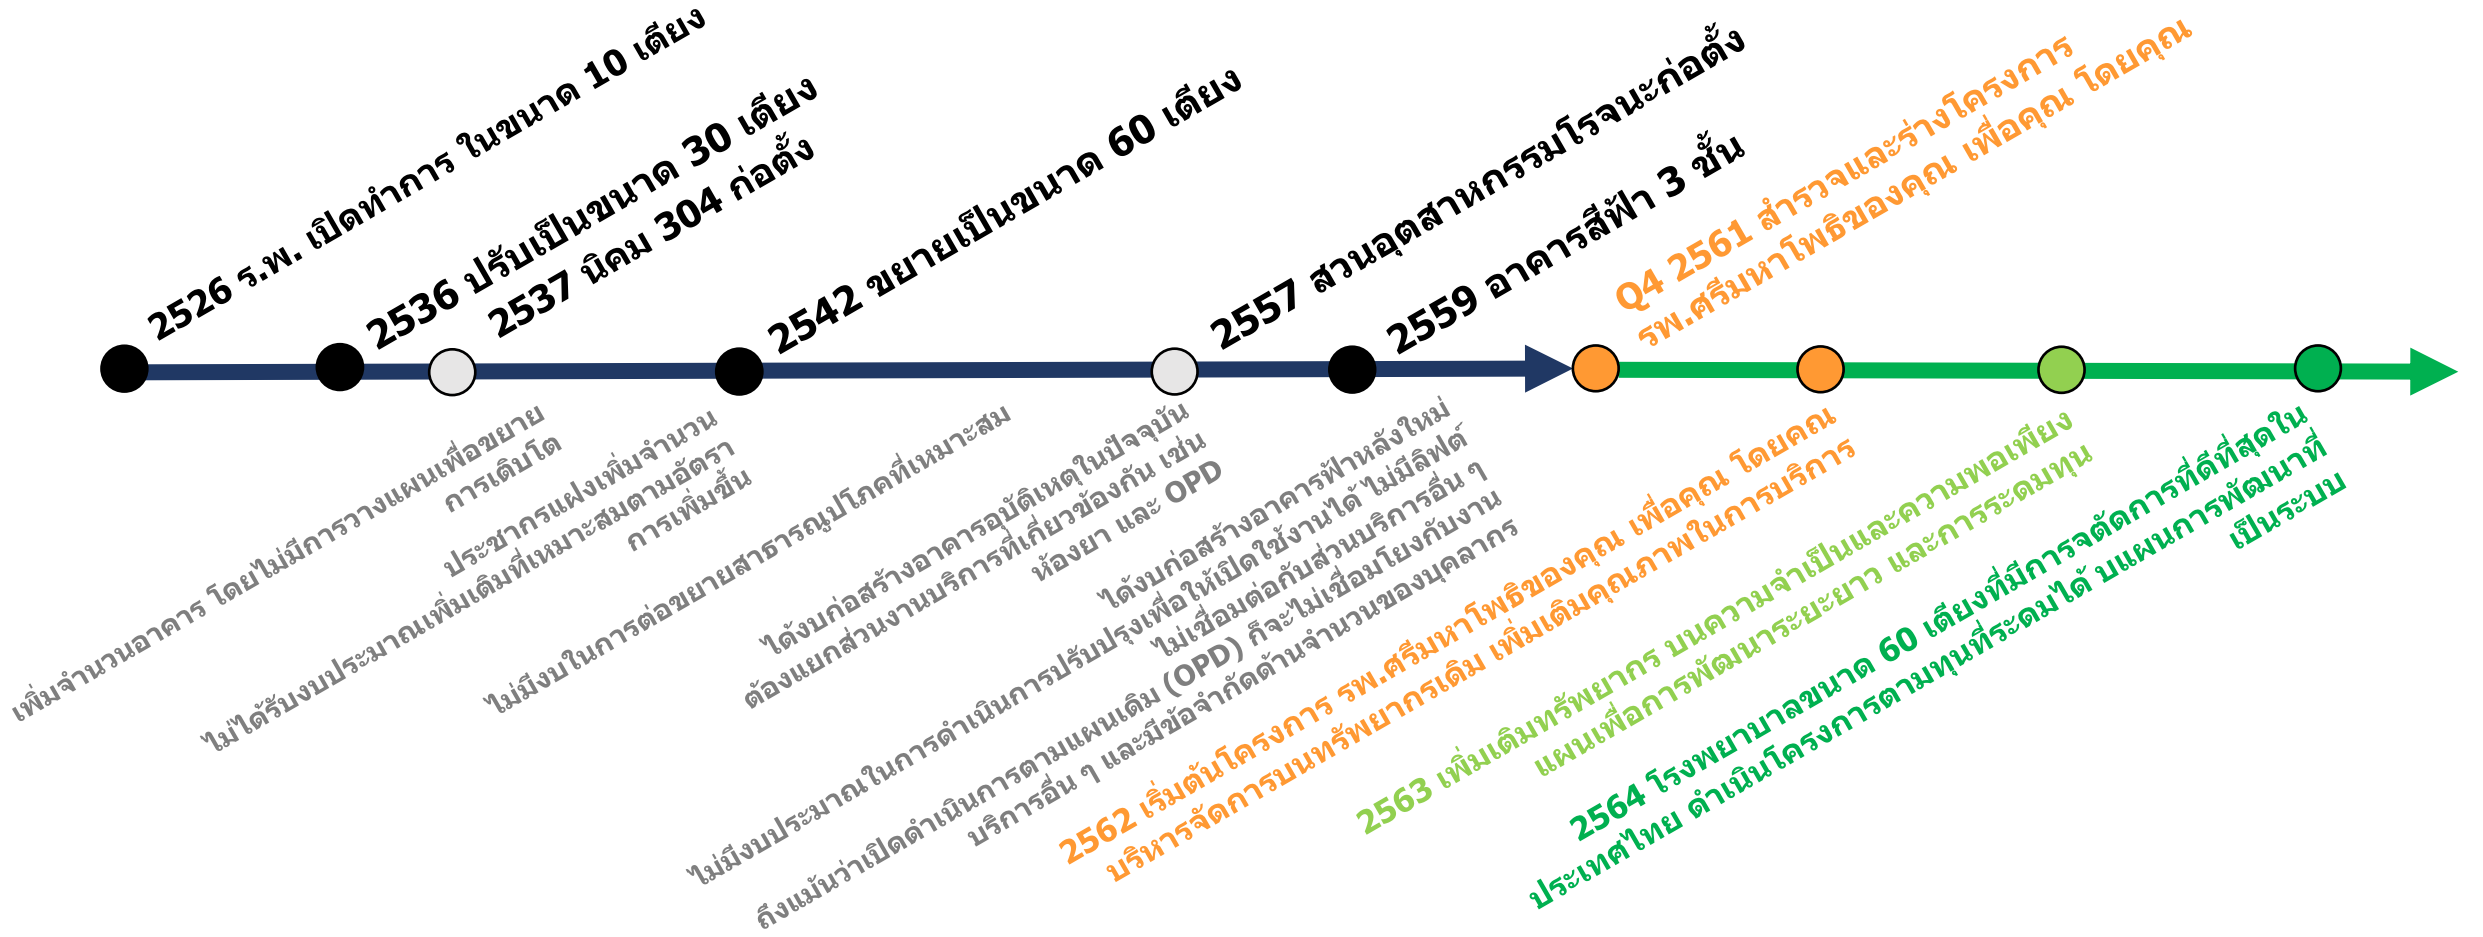 2526 ร.พ. เปิดทำการ ในขนาด 10 เตียง
2536 ปรับเป็นขนาด 30 เตียง
2537 นิคม 304 ก่อตั้ง
2542 ขยายเป็นขนาด 60 เตียง
2557 สวนอุตสาหกรรมโรจนะก่อตั้ง
2559 อาคารสีฟ้า 3 ชั้น
Q4 2561 สำรวจและร่างโครงการ
รพ.ศรีมหาโพธิของคุณ เพื่อคุณ โดยคุณ
เพิ่มจำนวนอาคาร โดยไม่มีการวางแผนเพื่อขยาย
การเติบโต
ประชากรแฝงเพิ่มจำนวน
ไม่ได้รับงบประมาณเพิ่มเติมที่เหมาะสมตามอัตรา
การเพิ่มขึ้น
ไม่มีงบในการต่อขยายสาธารณูปโภคที่เหมาะสม
ได้งบก่อสร้างอาคารอุบัติเหตุในปัจจุบัน
ต้องแยกส่วนงานบริการที่เกี่ยวข้องกัน เช่น
ห้องยา และ OPD
ได้งบก่อสร้างอาคารฟ้าหลังใหม่
ไม่มีงบประมาณในการดำเนินการปรับปรุงเพื่อให้เปิดใช้งานได้ ไม่มีลิฟต์
ไม่เชื่อมต่อกับส่วนบริการอื่น ๆ
ถึงแม้นว่าเปิดดำเนินการตามแผนเดิม (OPD) ก็จะไม่เชื่อมโยงกับงาน
บริการอื่น ๆ และมีข้อจำกัดด้านจำนวนของบุคลากร
2562 เริ่มต้นโครงการ รพ.ศรีมหาโพธิของคุณ เพื่อคุณ โดยคุณ
บริหารจัดการบนทรัพยากรเดิม เพิ่มเติมคุณภาพในการบริการ
2563 เพิ่มเติมทรัพยากร บนความจำเป็นและความพอเพียง
แผนเพื่อการพัฒนาระยะยาว และการระดมทุน
2564 โรงพยาบาลขนาด 60 เตียงที่มีการจัดการที่ดีที่สุดใน
ประเทศไทย ดำเนินโครงการตามทุนที่ระดมได้ บแผนการพัฒนาที่
เป็นระบบ